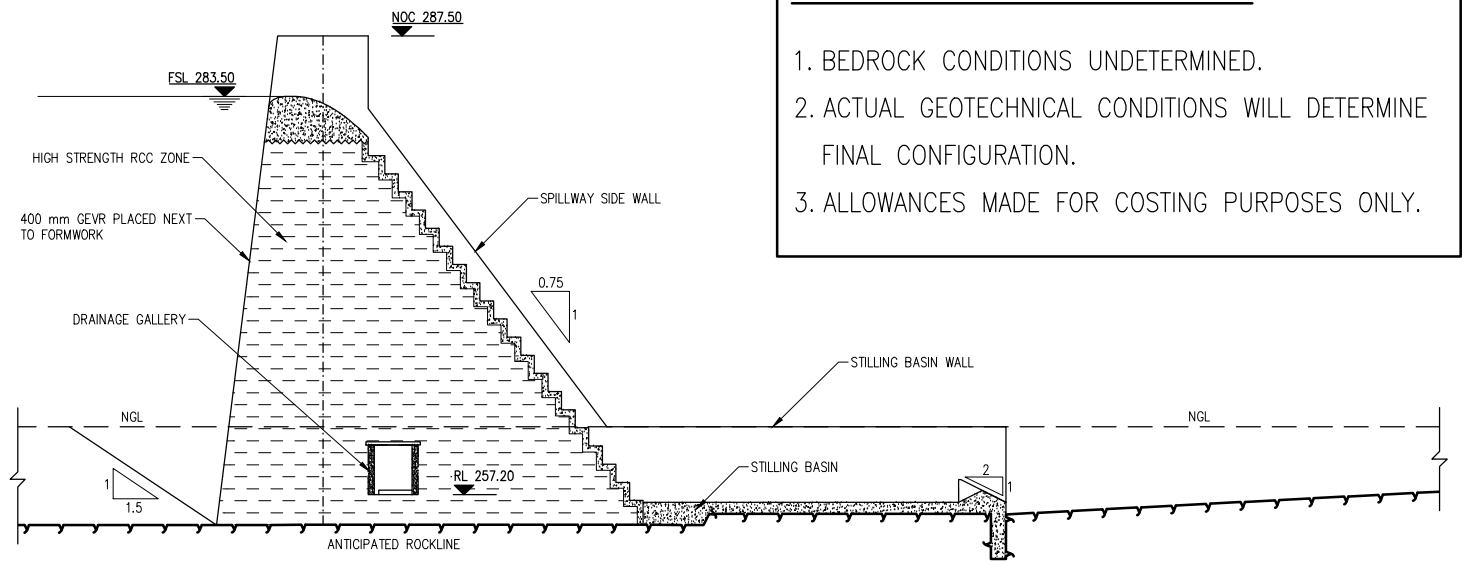 NOC 287.50
FSL 283.50
HIGH STRENGTH RCC ZONE
400 mm GEVR PLACED NEXT
TO FORMWORK
DRAINAGE GALLERY
SPILLWAY SIDE WALL
0.75
1
STILLING BASIN WALL
NGL
NGL
RL 257.20
STILLING BASIN
2
1
1
1.5
ANTICIPATED ROCKLINE
1. BEDROCK CONDITIONS UNDETERMINED.
2. ACTUAL GEOTECHNICAL CONDITIONS WILL DETERMINE
FINAL CONFIGURATION.
3. ALLOWANCES MADE FOR COSTING PURPOSES ONLY.